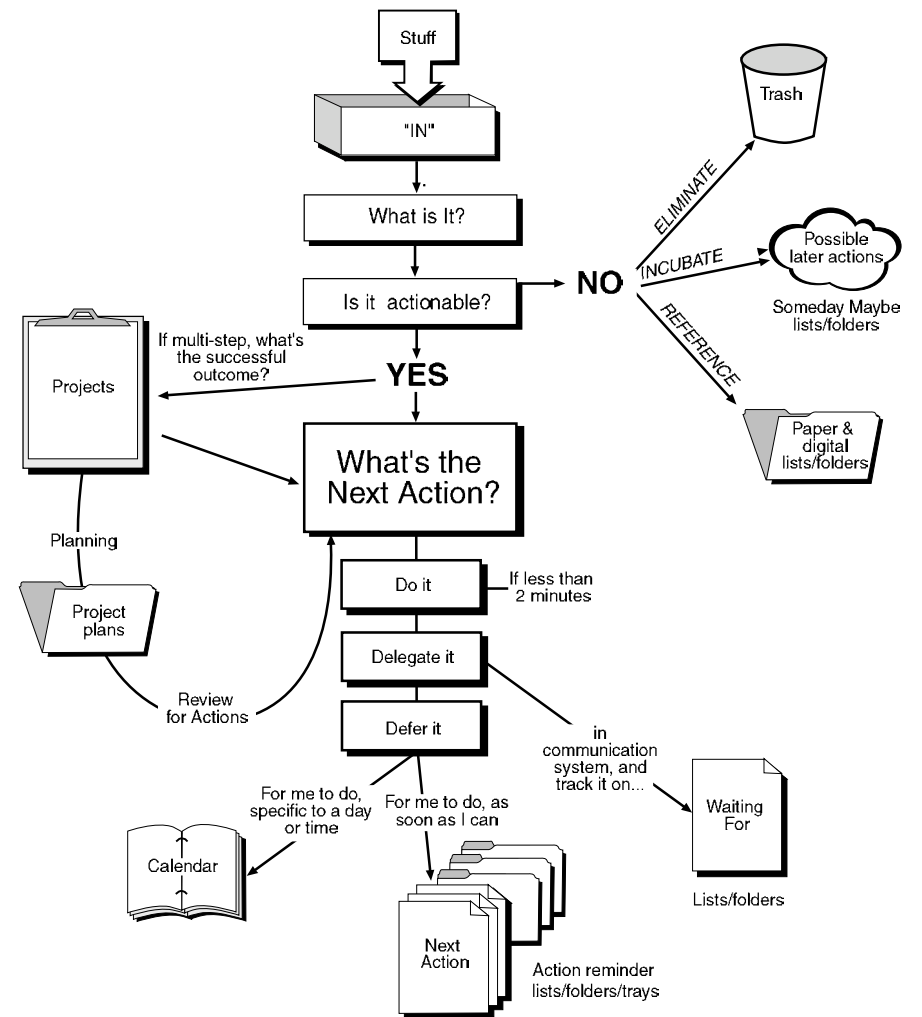 Stuff
"IN"
What is It?
Is it actionable?
NO
ELIMINATE
Trash
INCUBATE
Possible
later actions
Someday Maybe
lists/folders
REFERENCE
Paper &
digital
lists/folders
YES
If multi-step, what's
the successful
outcome?
Projects
What's the
Next Action?
Planning
Project
plans
Review
for Actions
Do it
If less than
2 minutes
Delegate it
Defer it
in
communication
system, and
track it on...
Waiting
For
Lists/folders
For me to do,
specific to a day
or time
Calendar
For me to do, as
soon as I can
Next
Action
Action reminder
lists/folders/trays